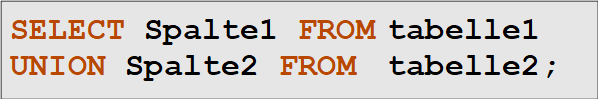 SELECT Spalte1 FROM tabelle1
UNION Spalte2 FROM tabelle2;